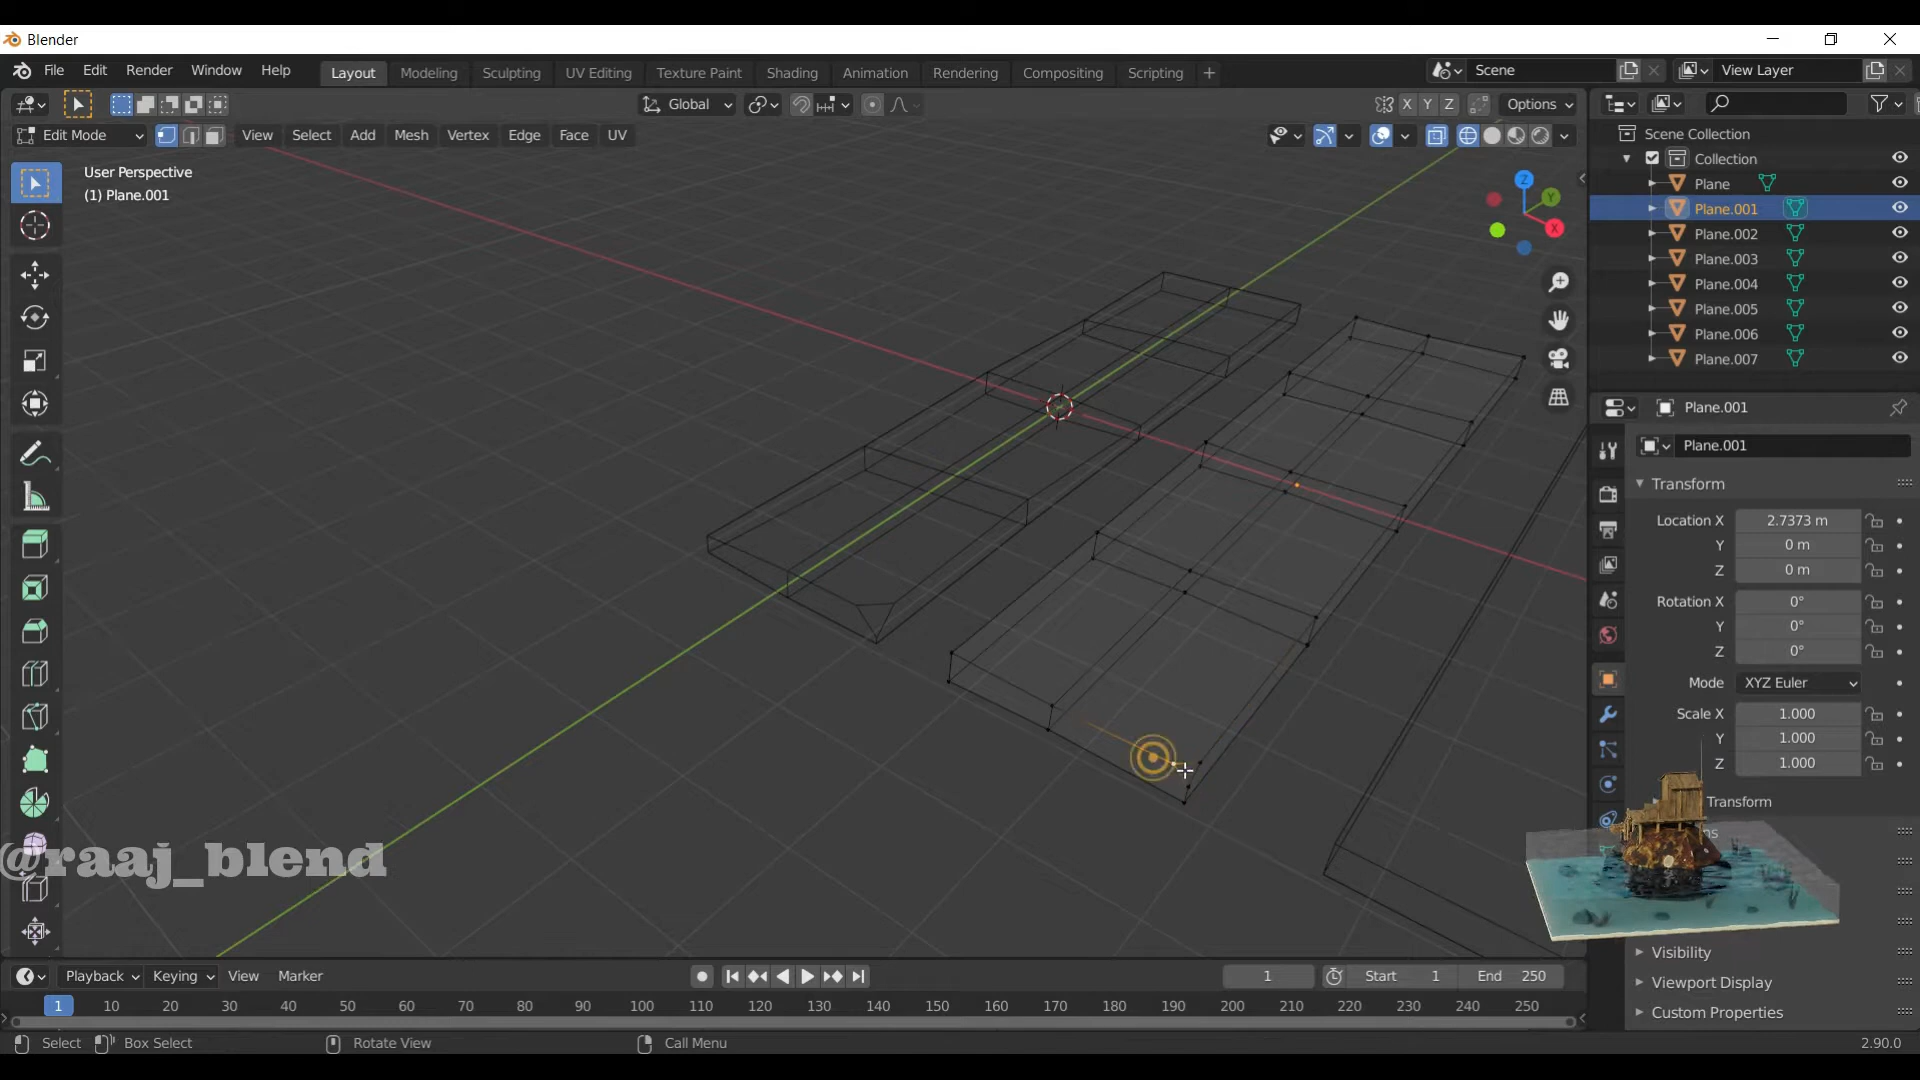 Blender
File Edit Render Window Help Layout Modeling Sculpting UV Editing Texture Paint Shading Animation Rendering Compositing Scripting + Scene View Layer
Global X Y Z Options
Edit Mode View Select Add Mesh Vertex Edge Face UV
User Perspective
(1) Plane.001
Z
Y
X
Scene Collection
Collection
Plane
Plane.001
Plane.002
Plane.003
Plane.004
Plane.005
Plane.006
Plane.007
Plane.001
Plane.001
Transform
Location X 2.7373 m
Y 0 m
Z 0 m
Rotation X 0°
Y 0°
Z 0°
Mode XYZ Euler
Scale X 1.000
Y 1.000
Z 1.000
Transform
Visibility
Viewport Display
Custom Properties
@raaj_blend
Playback Keying View Marker 1 Start 1 End 250
1 10 20 30 40 50 60 70 80 90 100 110 120 130 140 150 160 170 180 190 200 210 220 230 240 250
Select Box Select Rotate View Call Menu 2.90.0